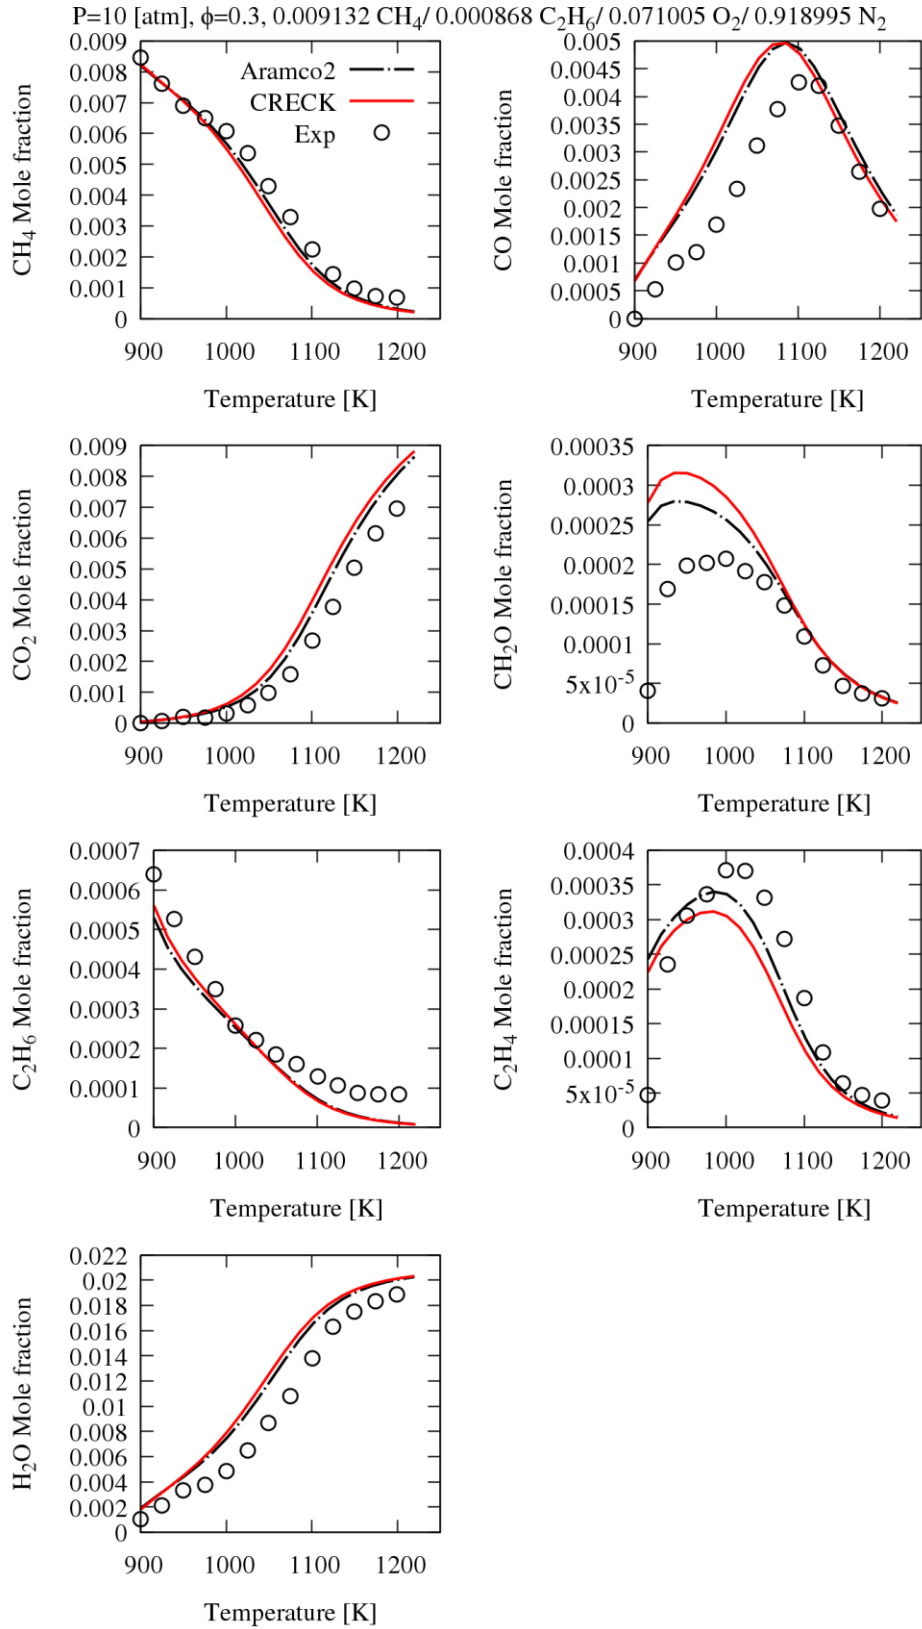 P=10 [atm], ϕ=0.3, 0.009132 CH₄/ 0.000868 C₂H₆/ 0.071005 O₂/ 0.918995 N₂
CH₄ Mole fraction
0.009
0.008
0.007
0.006
0.005
0.004
0.003
0.002
0.001
0
Aramco2
CRECK
Exp
900 1000 1100 1200
Temperature [K]
CO Mole fraction
0.005
0.0045
0.004
0.0035
0.003
0.0025
0.002
0.0015
0.001
0.0005
0
900 1000 1100 1200
Temperature [K]
CO₂ Mole fraction
0.009
0.008
0.007
0.006
0.005
0.004
0.003
0.002
0.001
0
900 1000 1100 1200
Temperature [K]
CH₂O Mole fraction
0.00035
0.0003
0.00025
0.0002
0.00015
0.0001
5x10⁻⁵
0
900 1000 1100 1200
Temperature [K]
C₂H₆ Mole fraction
0.0007
0.0006
0.0005
0.0004
0.0003
0.0002
0.0001
0
900 1000 1100 1200
Temperature [K]
C₂H₄ Mole fraction
0.0004
0.00035
0.0003
0.00025
0.0002
0.00015
0.0001
5x10⁻⁵
0
900 1000 1100 1200
Temperature [K]
H₂O Mole fraction
0.022
0.02
0.018
0.016
0.014
0.012
0.01
0.008
0.006
0.004
0.002
0
900 1000 1100 1200
Temperature [K]